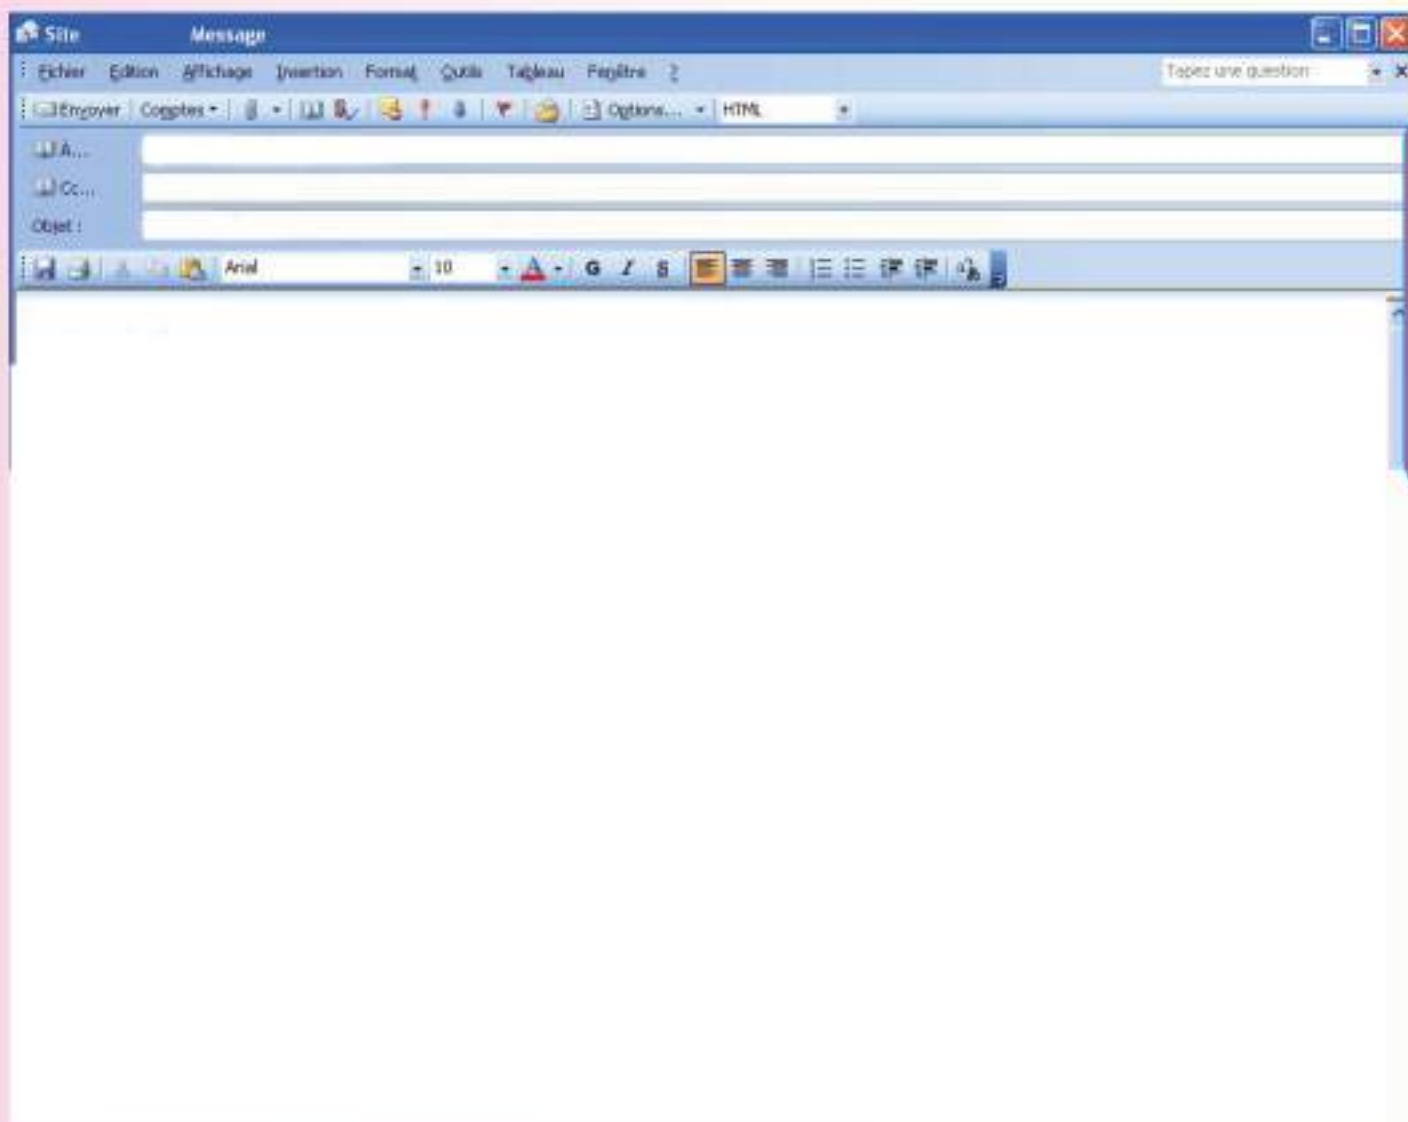 Site Message
Fichier Edition Affichage Insertion Format Outils Tableau Fenêtre ? Tapez une question
Envoyer Comptes Options... HTML
À...
Cc...
Objet :
Arial 10 G I S